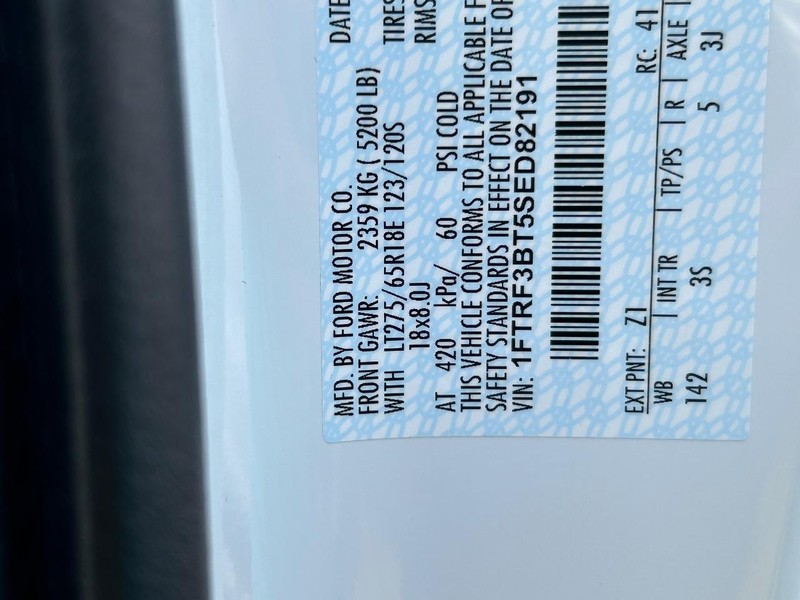 MFD. BY FORD MOTOR CO. DATE
FRONT GAWR: 2359 KG ( 5200 LB)
WITH LT275/65R18E 123/120S TIRES
18x8.0J RIMS
AT 420 kPa/ 60 PSI COLD
THIS VEHICLE CONFORMS TO ALL APPLICABLE F
SAFETY STANDARDS IN EFFECT ON THE DATE OF
VIN: 1FTRF3BT5SED82191
EXT PNT: Z1 RC: 41
WB | INT TR | TP/PS | R | AXLE |
142 3S 5 3J